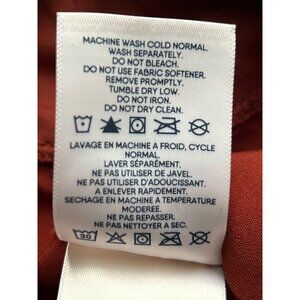 MACHINE WASH COLD NORMAL.
WASH SEPARATELY.
DO NOT BLEACH.
DO NOT USE FABRIC SOFTENER.
REMOVE PROMPTLY.
TUMBLE DRY LOW.
DO NOT IRON.
DO NOT DRY CLEAN.
LAVAGE EN MACHINE A FROID, CYCLE
NORMAL.
LAVER SÉPARÉMENT.
NE PAS UTILISER DE JAVEL.
NE PAS UTILISER D'ADOUCISSANT.
A ENLEVER RAPIDEMENT.
SECHAGE EN MACHINE A TEMPERATURE
MODEREE.
NE PAS REPASSER.
NE PAS NETTOYER A SEC.
30